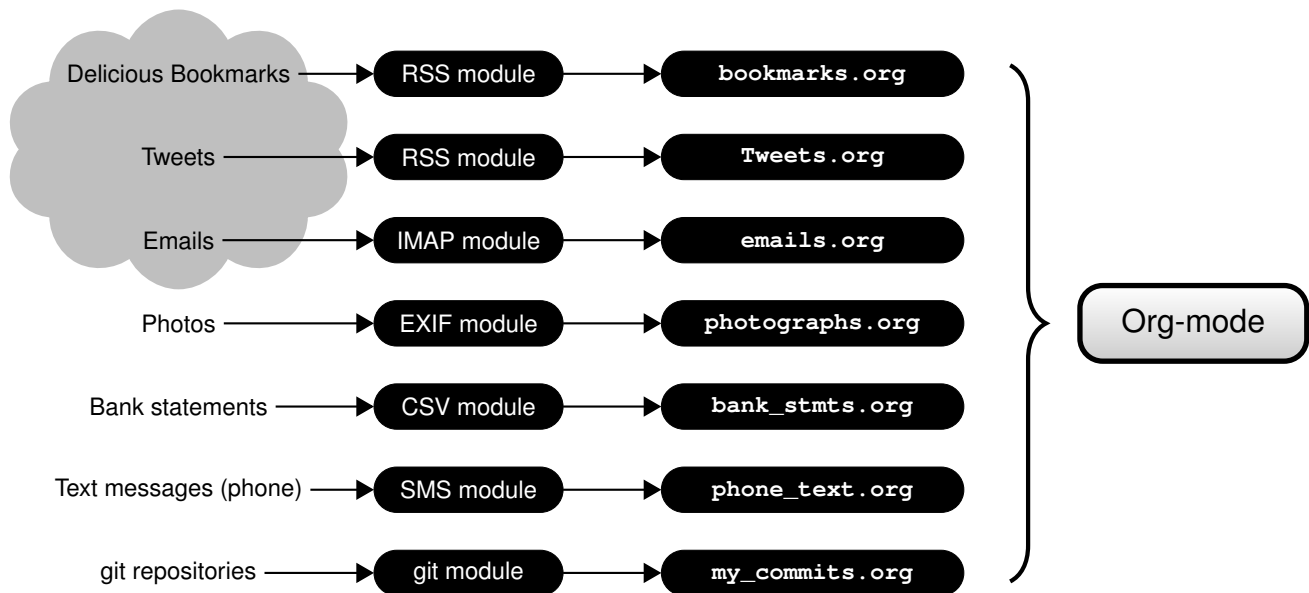 Delicious Bookmarks
RSS module
bookmarks.org
Tweets
RSS module
Tweets.org
Emails
IMAP module
emails.org
Photos
EXIF module
photographs.org
Org-mode
Bank statements
CSV module
bank_stmts.org
Text messages (phone)
SMS module
phone_text.org
git repositories
git module
my_commits.org